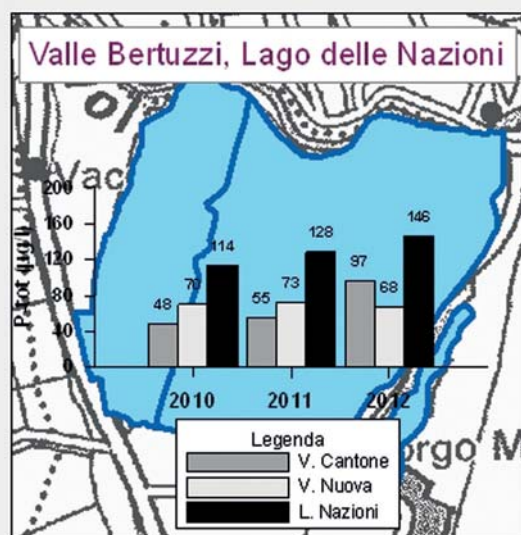 Valle Bertuzzi, Lago delle Nazioni
Vac
P tot (µg/l)
200
160
120
80
40
0
48
70
114
55
73
128
97
68
146
2010
2011
2012
Legenda
V. Cantone
V. Nuova
L. Nazioni
orgo M